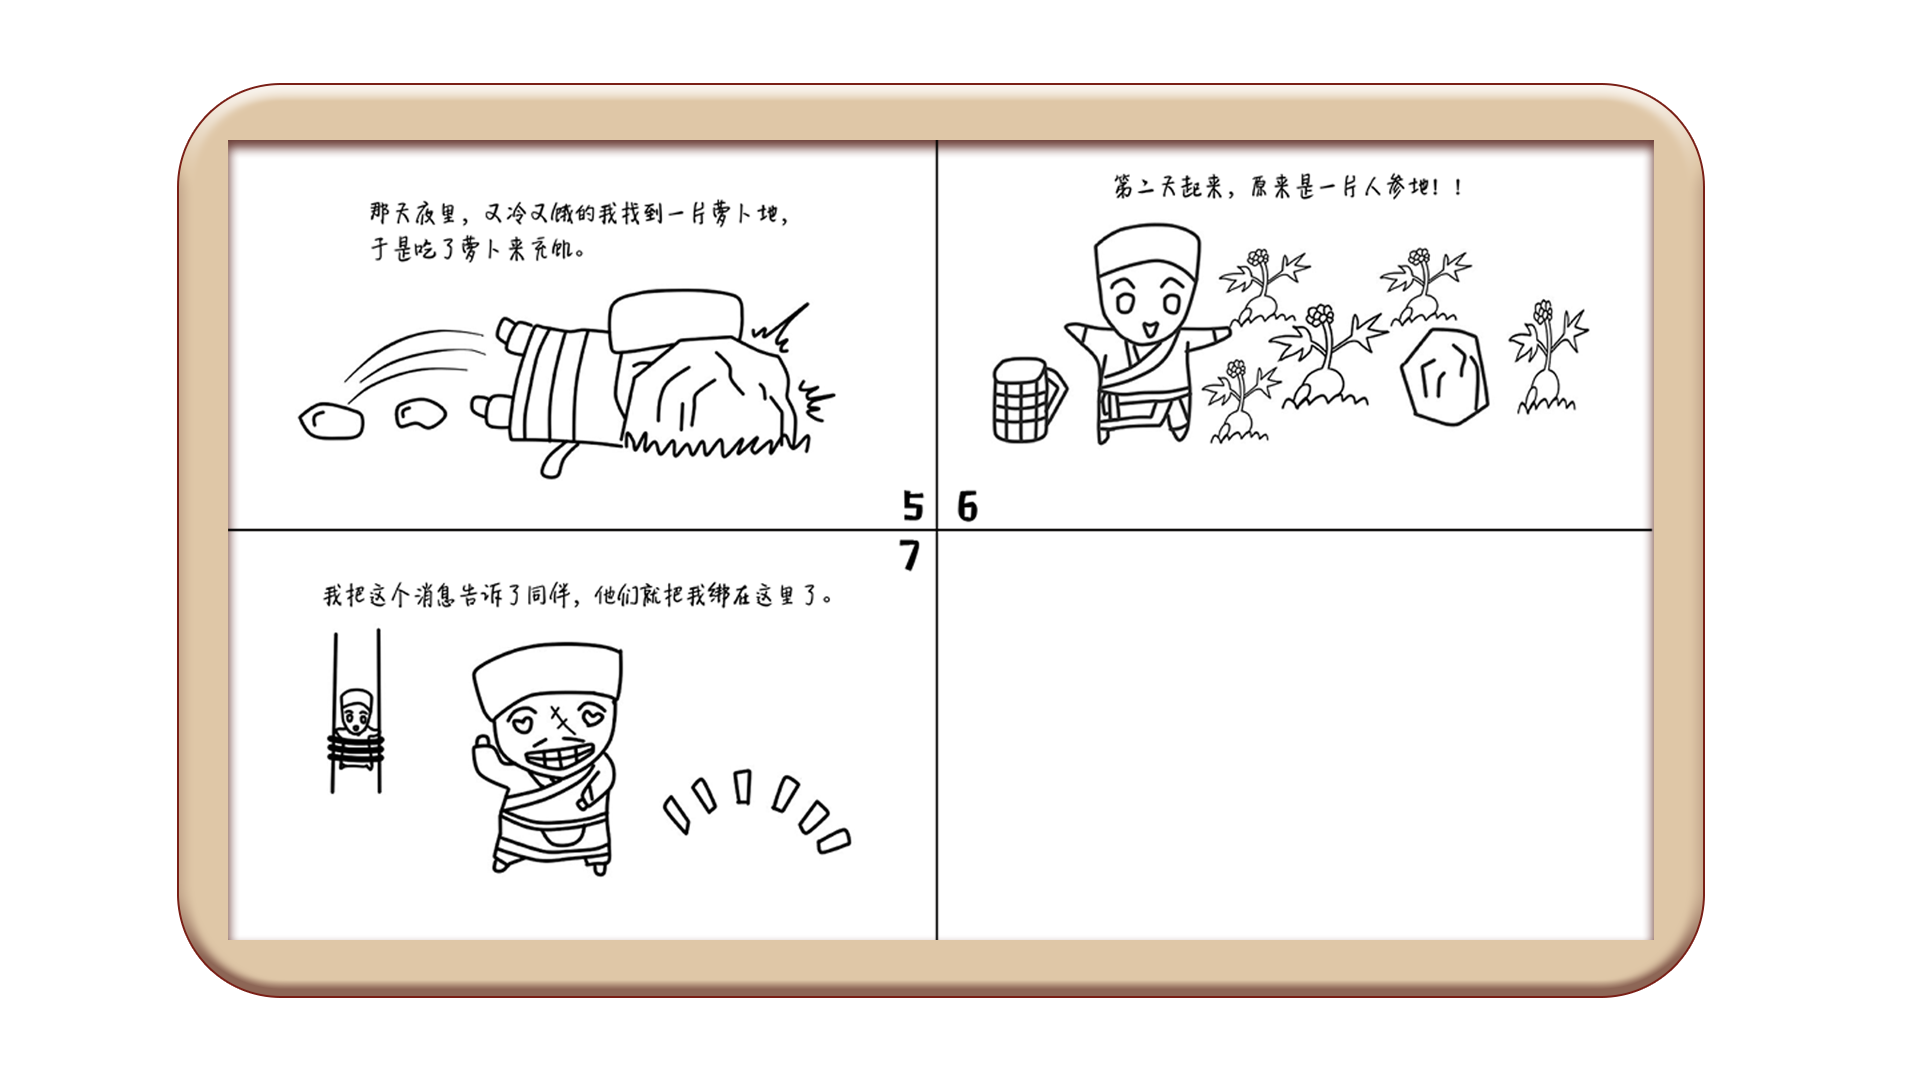 那天夜里，又冷又饿的我找到一片萝卜地，
于是吃了萝卜来充饥。
5
第二天起来，原来是一片人参地！！
6
7
我把这个消息告诉了同伴，他们就把我绑在这里了。